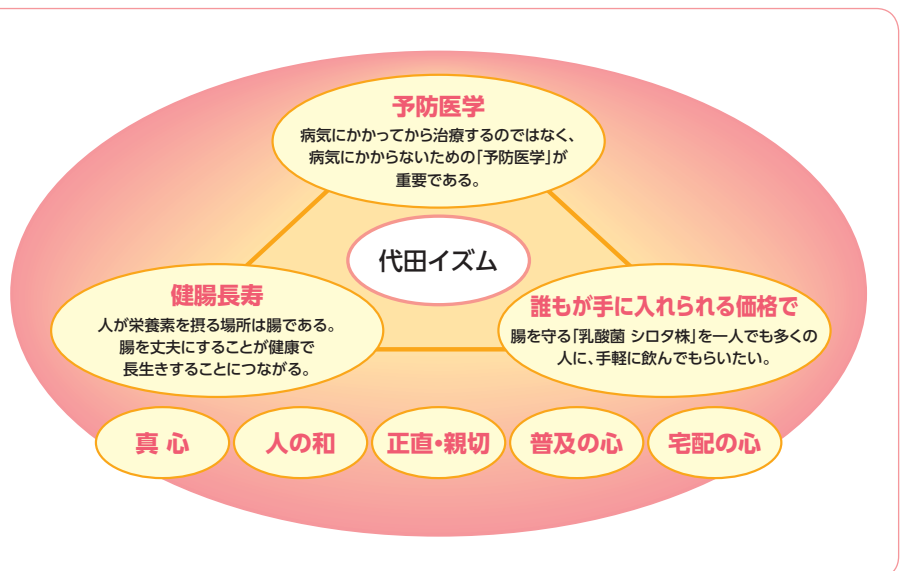 予防医学
病気にかかってから治療するのではなく、
病気にかからないための「予防医学」が
重要である。
代田イズム
健腸長寿
人が栄養素を摂る場所は腸である。
腸を丈夫にすることが健康で
長生きすることにつながる。
誰もが手に入れられる価格で
腸を守る「乳酸菌 シロタ株」を一人でも多くの
人に、手軽に飲んでもらいたい。
真心
人の和
正直・親切
普及の心
宅配の心